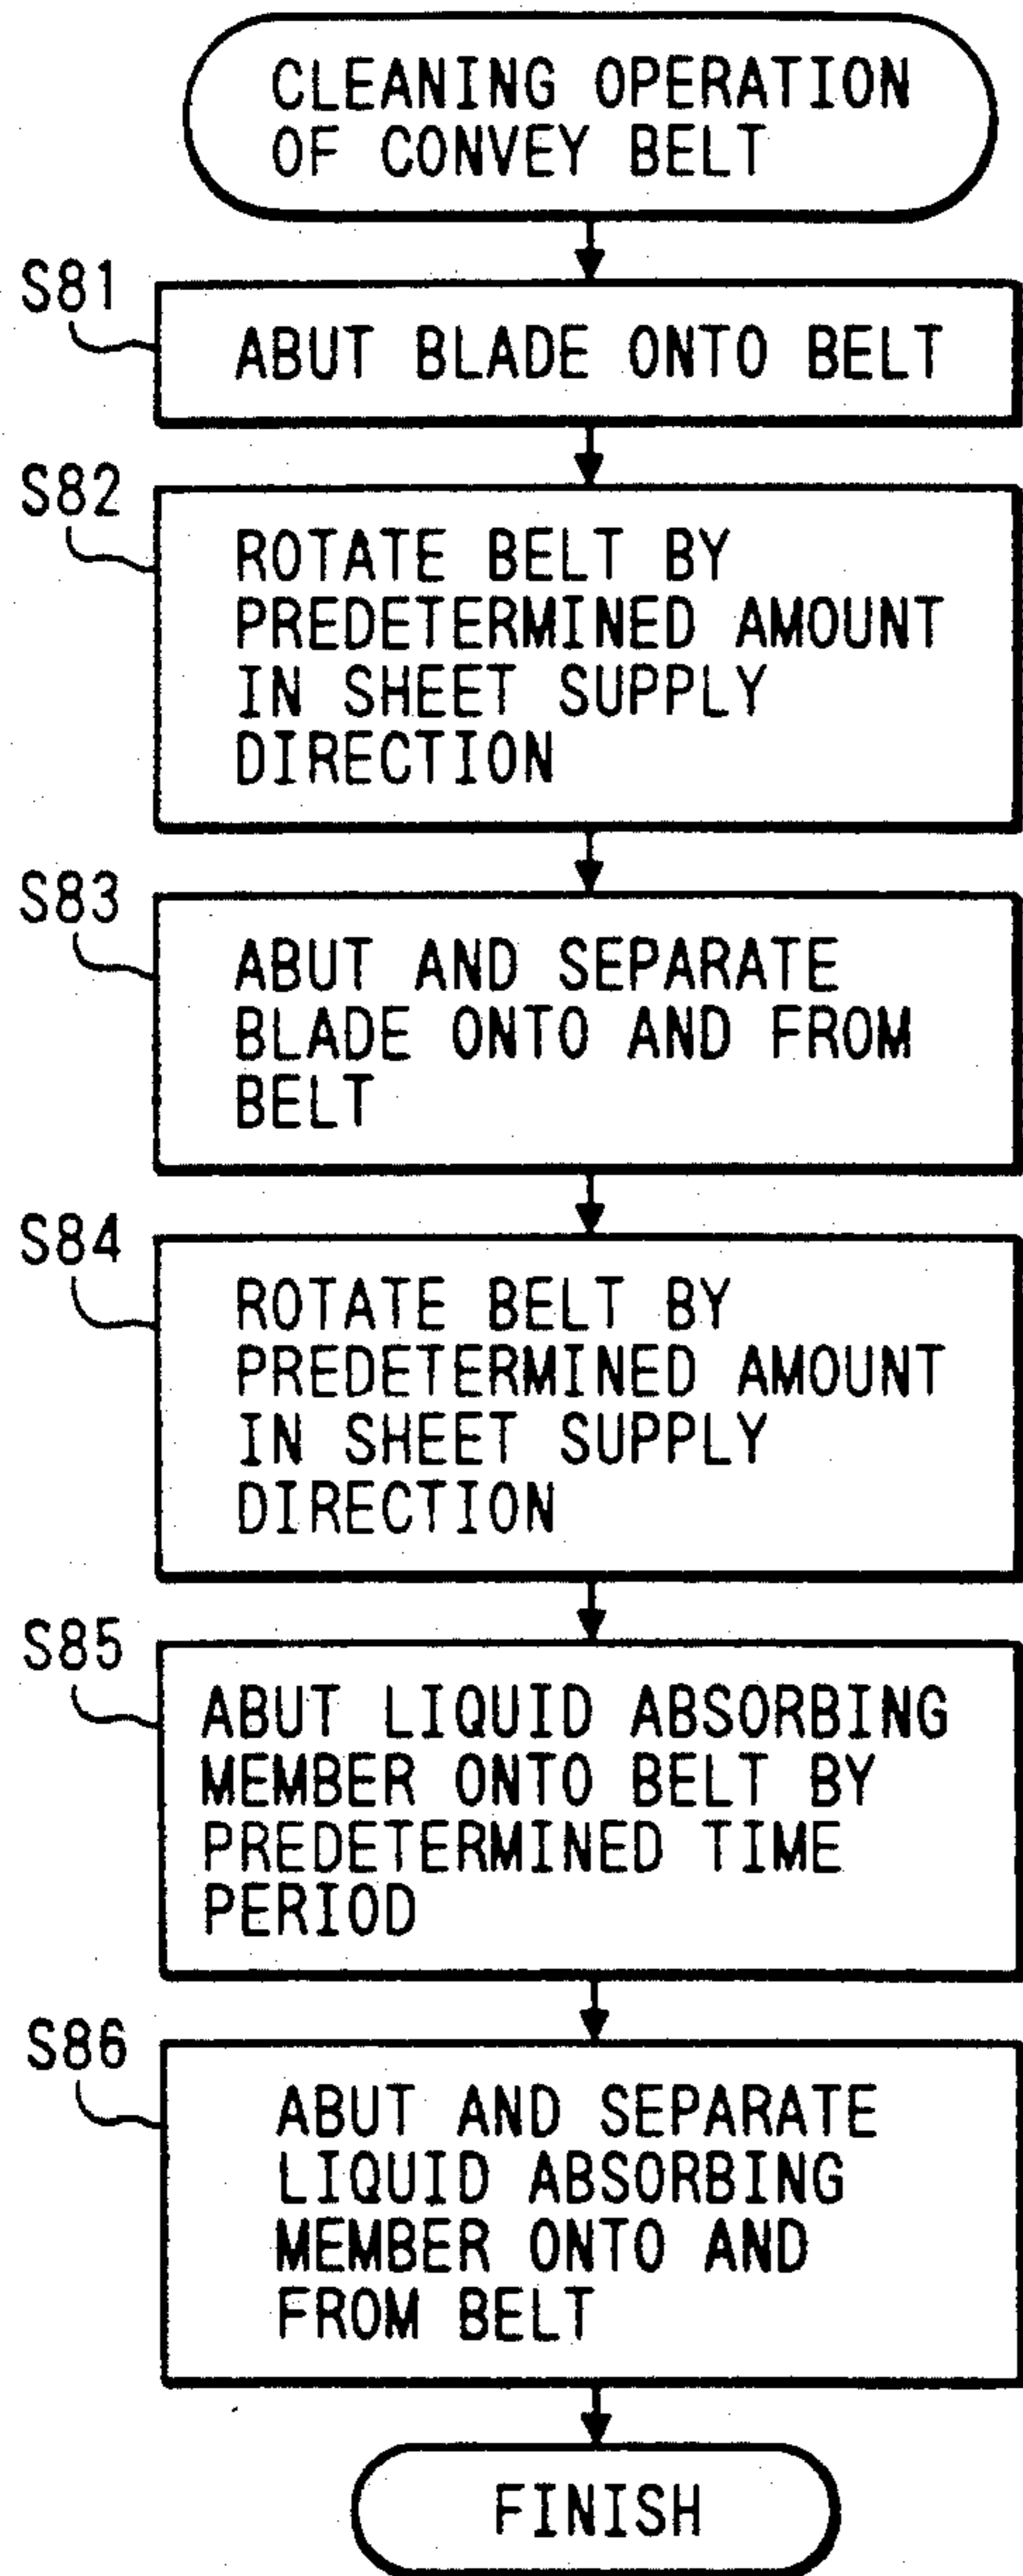 CLEANING OPERATION
OF CONVEY BELT
S81
ABUT BLADE ONTO BELT
S82
ROTATE BELT BY
PREDETERMINED AMOUNT
IN SHEET SUPPLY
DIRECTION
S83
ABUT AND SEPARATE
BLADE ONTO AND FROM
BELT
S84
ROTATE BELT BY
PREDETERMINED AMOUNT
IN SHEET SUPPLY
DIRECTION
S85
ABUT LIQUID ABSORBING
MEMBER ONTO BELT BY
PREDETERMINED TIME
PERIOD
S86
ABUT AND SEPARATE
LIQUID ABSORBING
MEMBER ONTO AND
FROM BELT
FINISH